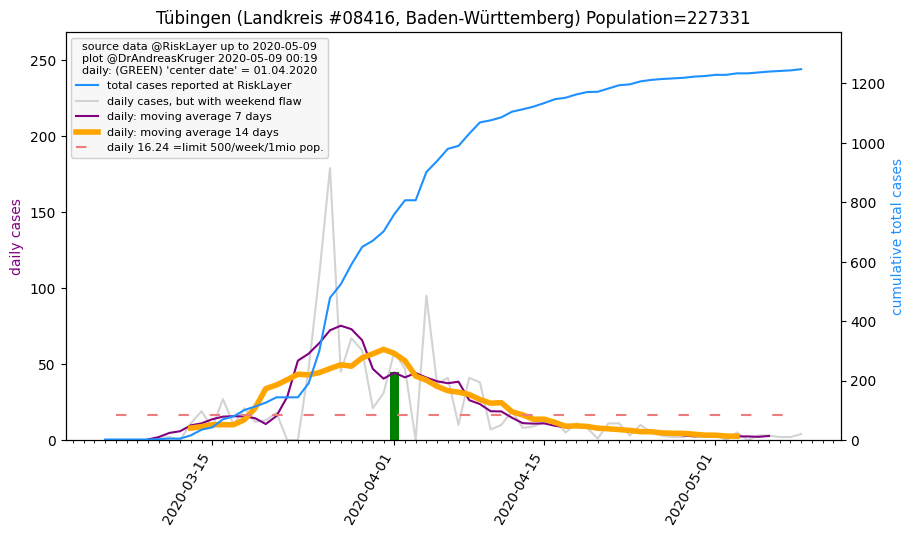 Tübingen (Landkreis #08416, Baden-Württemberg) Population=227331
source data @RiskLayer up to 2020-05-09
plot @DrAndreasKruger 2020-05-09 00:19
daily: (GREEN) 'center date' = 01.04.2020
total cases reported at RiskLayer
daily cases, but with weekend flaw
daily: moving average 7 days
daily: moving average 14 days
daily 16.24 =limit 500/week/1mio pop.
daily cases
250
200
150
100
50
0
cumulative total cases
1200
1000
800
600
400
200
0
2020-03-15
2020-04-01
2020-04-15
2020-05-01